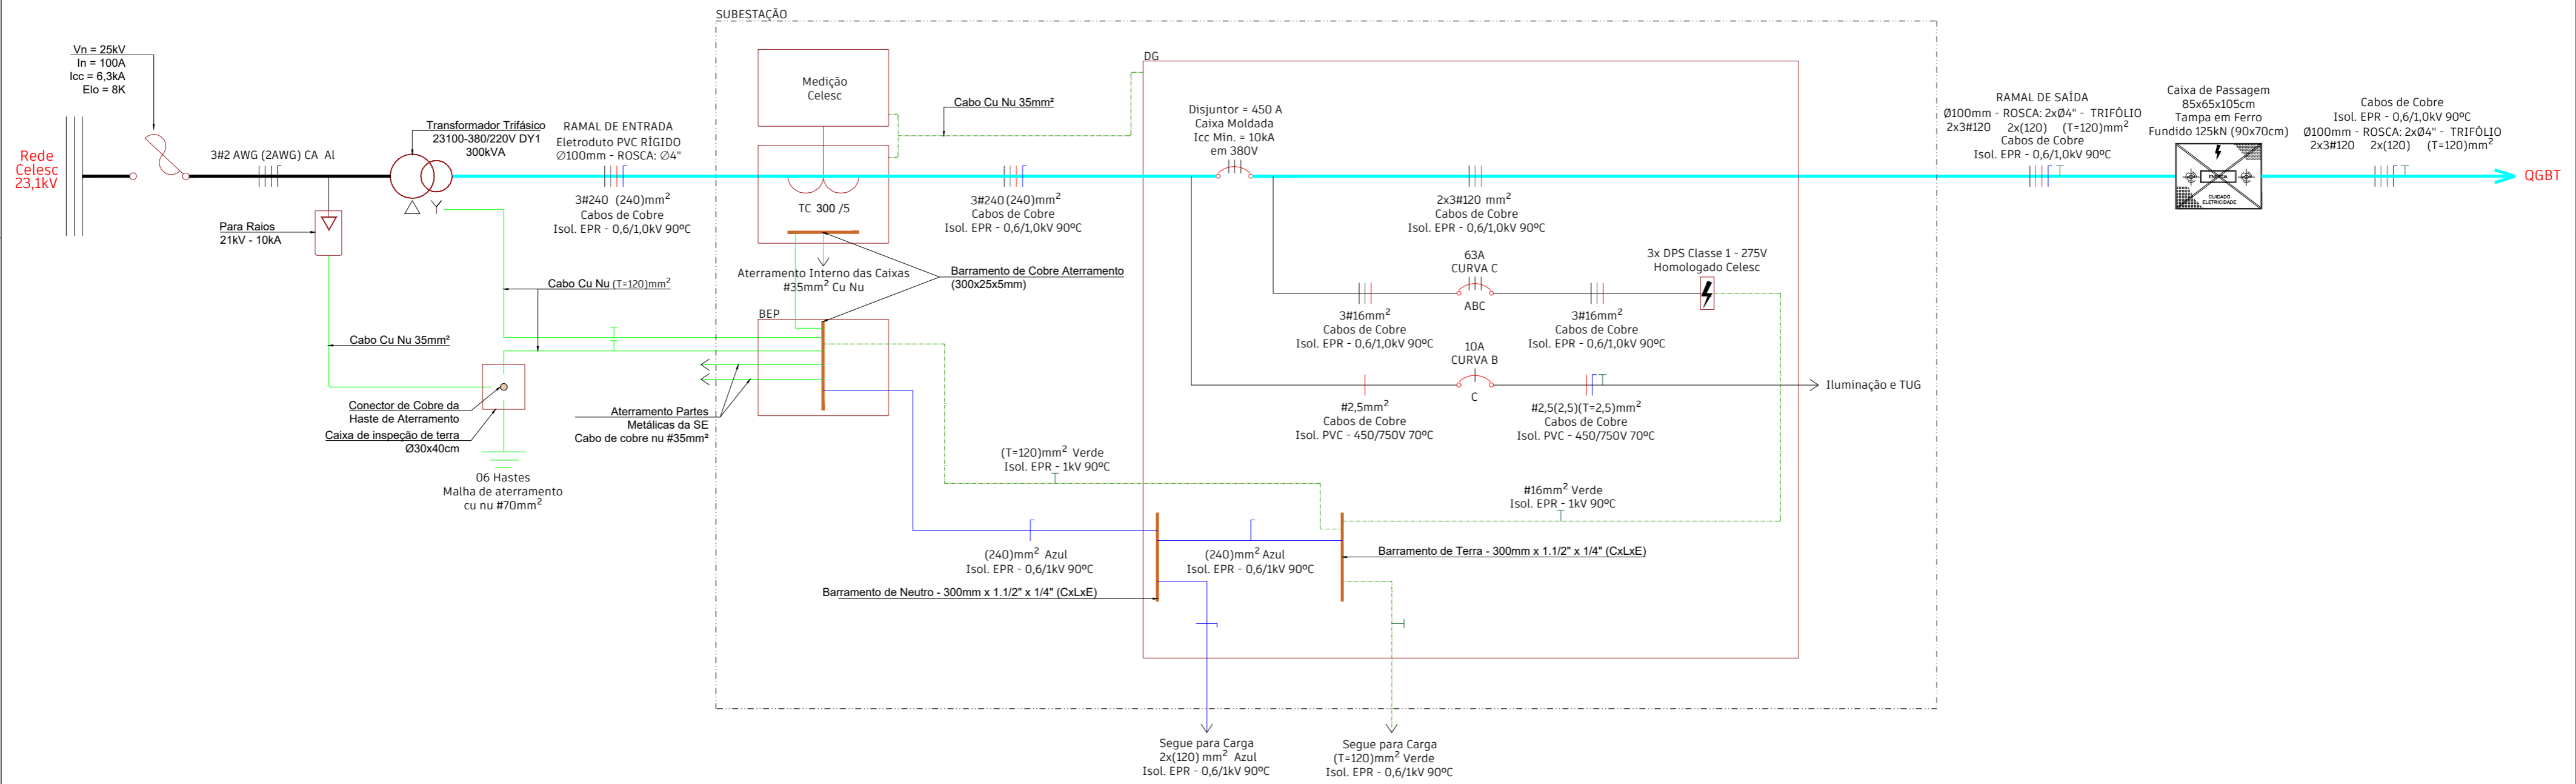 SUBESTAÇÃO
Vn = 25kV
In = 100A
Icc = 6,3kA
Elo = 8K
Rede
Celesc
23,1kV
3#2 AWG (2AWG) CA Al
Transformador Trifásico
23100-380/220V DY1
300kVA
RAMAL DE ENTRADA
Eletroduto PVC RÍGIDO
∅100mm - ROSCA: ∅4"
3#240 (240)mm²
Cabos de Cobre
Isol. EPR - 0,6/1,0kV 90ºC
Para Raios
21kV - 10kA
Cabo Cu Nu (T=120)mm²
Cabo Cu Nu 35mm²
Conector de Cobre da
Haste de Aterramento
Caixa de inspeção de terra
Ø30x40cm
06 Hastes
Malha de aterramento
cu nu #70mm²
Medição
Celesc
TC 300 /5
Cabo Cu Nu 35mm²
3#240(240)mm²
Cabos de Cobre
Isol. EPR - 0,6/1,0kV 90ºC
Aterramento Interno das Caixas
#35mm² Cu Nu
Barramento de Cobre Aterramento
(300x25x5mm)
BEP
Aterramento Partes
Metálicas da SE
Cabo de cobre nu #35mm²
(T=120)mm² Verde
Isol. EPR - 1kV 90ºC
(240)mm² Azul
Isol. EPR - 0,6/1kV 90ºC
Barramento de Neutro - 300mm x 1.1/2" x 1/4" (CxLxE)
DG
Disjuntor = 450 A
Caixa Moldada
Icc Mín. = 10kA
em 380V
2x3#120 mm²
Cabos de Cobre
Isol. EPR - 0,6/1,0kV 90ºC
63A
CURVA C
ABC
3x DPS Classe 1 - 275V
Homologado Celesc
3#16mm²
Cabos de Cobre
Isol. EPR - 0,6/1,0kV 90ºC
3#16mm²
Cabos de Cobre
Isol. EPR - 0,6/1,0kV 90ºC
10A
CURVA B
C
Iluminação e TUG
#2,5mm²
Cabos de Cobre
Isol. PVC - 450/750V 70ºC
#2,5(2,5)(T=2,5)mm²
Cabos de Cobre
Isol. PVC - 450/750V 70ºC
#16mm² Verde
Isol. EPR - 1kV 90ºC
(240)mm² Azul
Isol. EPR - 0,6/1kV 90ºC
Barramento de Terra - 300mm x 1.1/2" x 1/4" (CxLxE)
Segue para Carga
2x(120) mm² Azul
Isol. EPR - 0,6/1kV 90ºC
Segue para Carga
(T=120)mm² Verde
Isol. EPR - 0,6/1kV 90ºC
RAMAL DE SAÍDA
Ø100mm - ROSCA: 2xØ4" - TRIFÓLIO
2x3#120 2x(120) (T=120)mm²
Cabos de Cobre
Isol. EPR - 0,6/1,0kV 90ºC
Caixa de Passagem
85x65x105cm
Tampa em Ferro
Fundido 125kN (90x70cm)
ENERGIA
CUIDADO
ELETRICIDADE
Cabos de Cobre
Isol. EPR - 0,6/1,0kV 90ºC
Ø100mm - ROSCA: 2xØ4" - TRIFÓLIO
2x3#120 2x(120) (T=120)mm²
QGBT